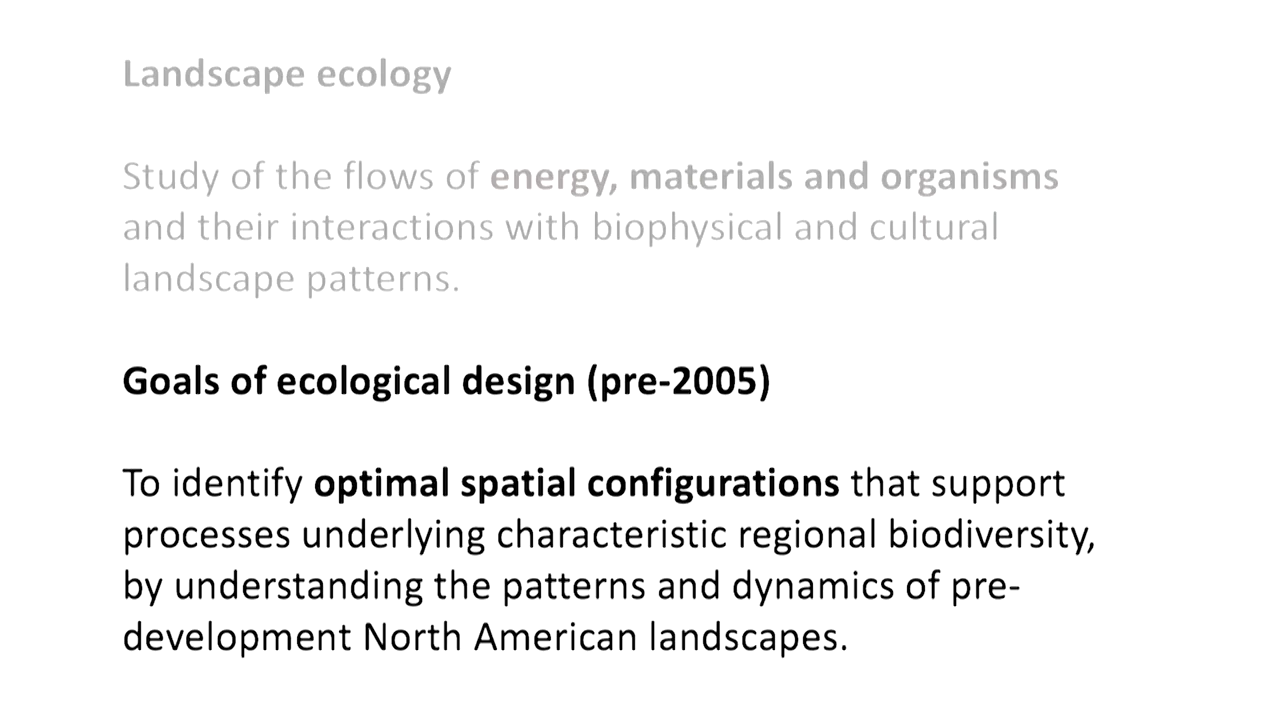 Landscape ecology
Study of the flows of energy, materials and organisms
and their interactions with biophysical and cultural
landscape patterns.
Goals of ecological design (pre-2005)
To identify optimal spatial configurations that support
processes underlying characteristic regional biodiversity,
by understanding the patterns and dynamics of pre-
development North American landscapes.